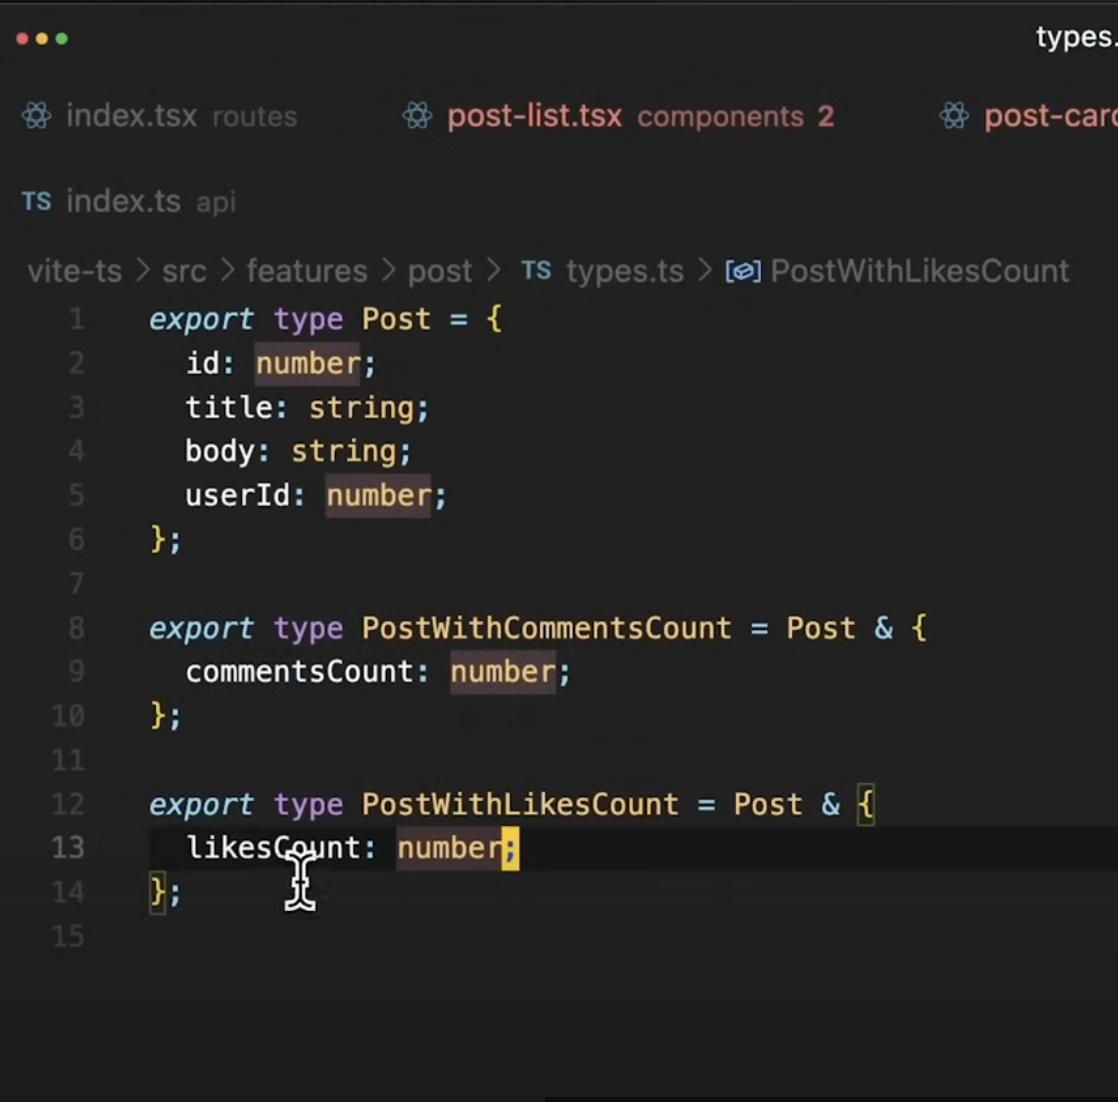 types.
index.tsx routes post-list.tsx components 2 post-card
TS index.ts api
vite-ts > src > features > post > TS types.ts > PostWithLikesCount
1 export type Post = {
2 id: number;
3 title: string;
4 body: string;
5 userId: number;
6 };
7
8 export type PostWithCommentsCount = Post & {
9 commentsCount: number;
10 };
11
12 export type PostWithLikesCount = Post & {
13 likesCount: number;
14 };
15